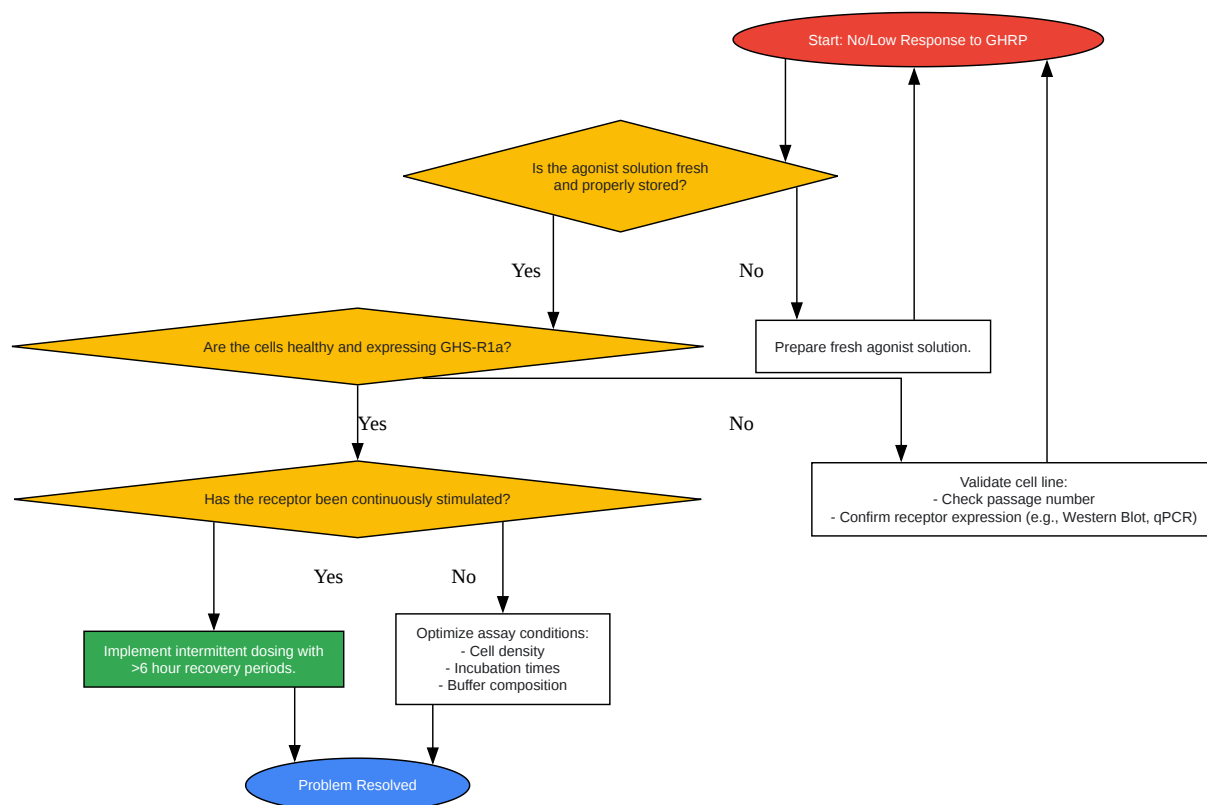 Start: No/Low Response to GHRP
Is the agonist solution fresh
and properly stored?
Yes
No
Prepare fresh agonist solution.
Are the cells healthy and expressing GHS-R1a?
Yes
No
Validate cell line:
- Check passage number
- Confirm receptor expression (e.g., Western Blot, qPCR)
Has the receptor been continuously stimulated?
Yes
No
Implement intermittent dosing with
>6 hour recovery periods.
Optimize assay conditions:
- Cell density
- Incubation times
- Buffer composition
Problem Resolved